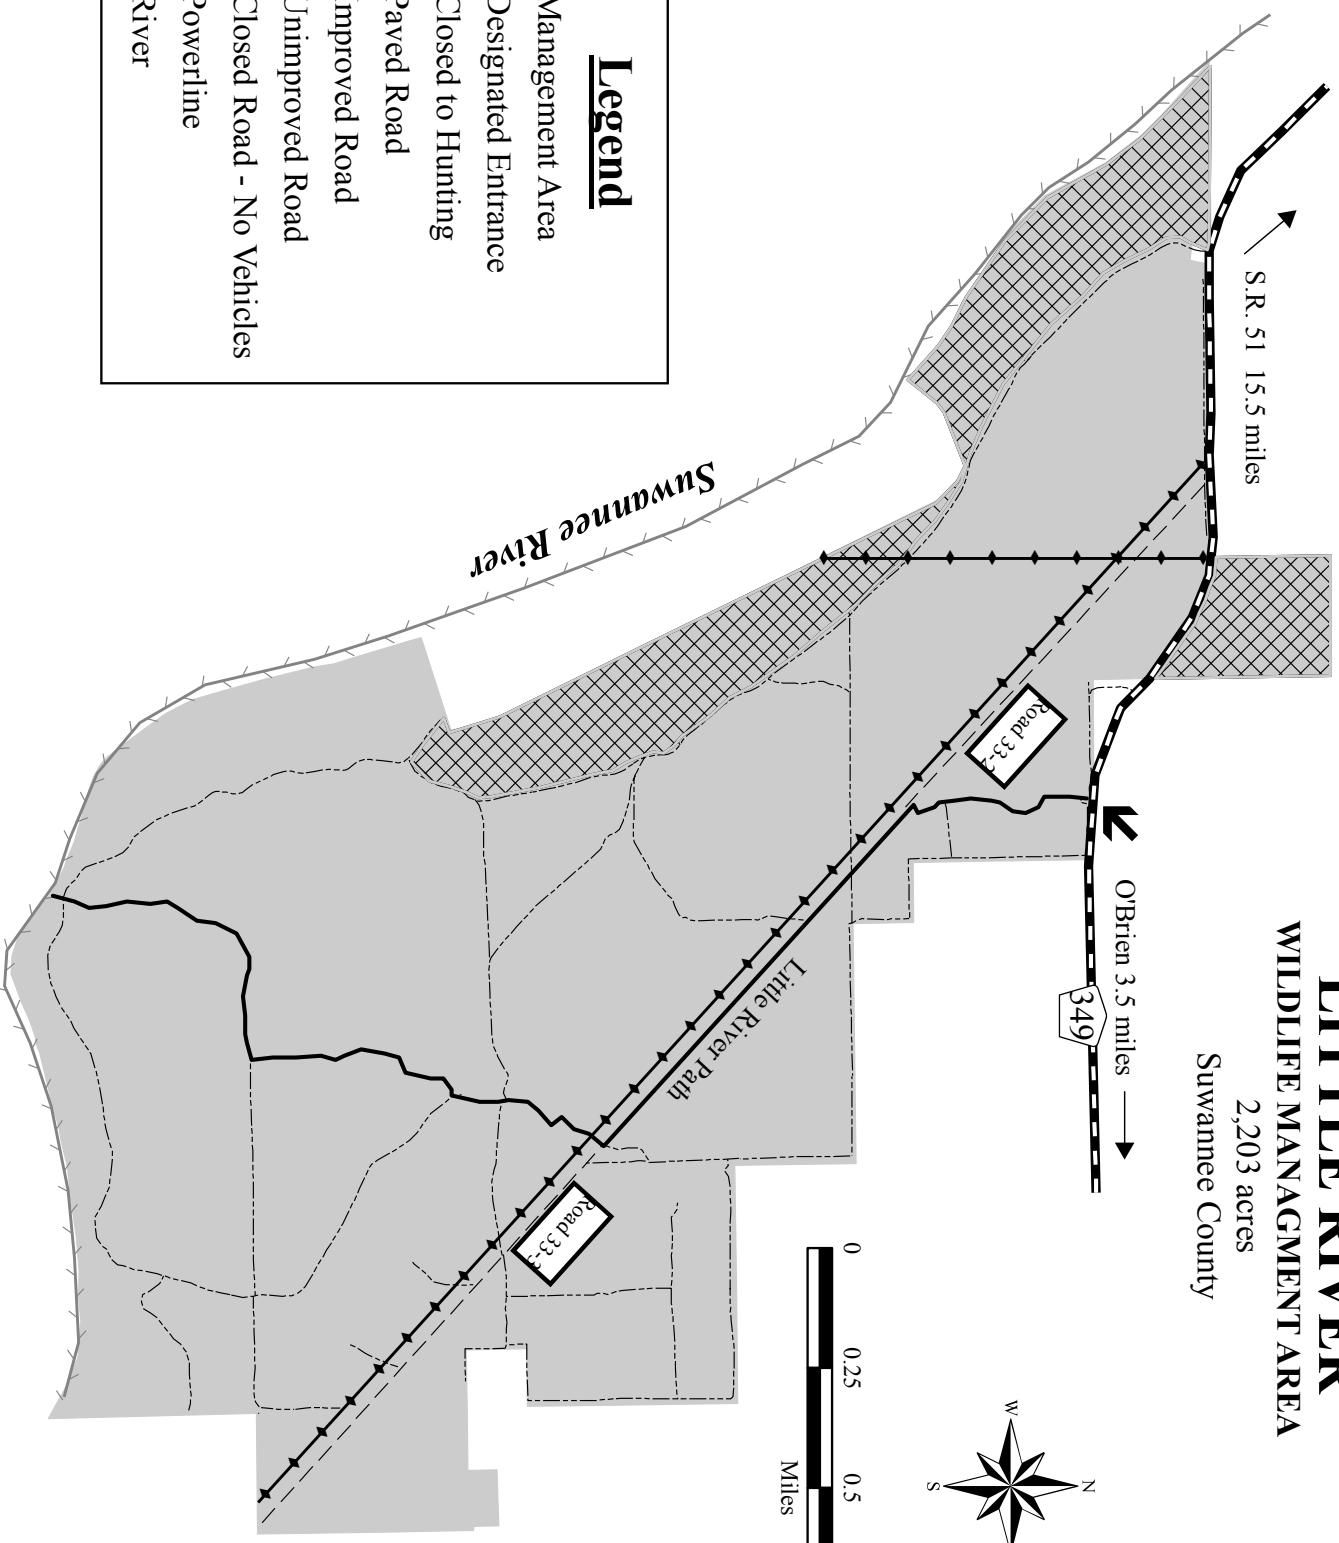 LITTLE RIVER
WILDLIFE MANAGMENT AREA
2,203 acres
Suwannee County
S.R. 51 15.5 miles
O'Brien 3.5 miles
349
Road 33-2
Little River Path
Road 33-3
Suwannee River
0 0.25 0.5
Miles
N
W
S
Legend
Management Area
Designated Entrance
Closed to Hunting
Paved Road
Improved Road
Unimproved Road
Closed Road - No Vehicles
Powerline
River